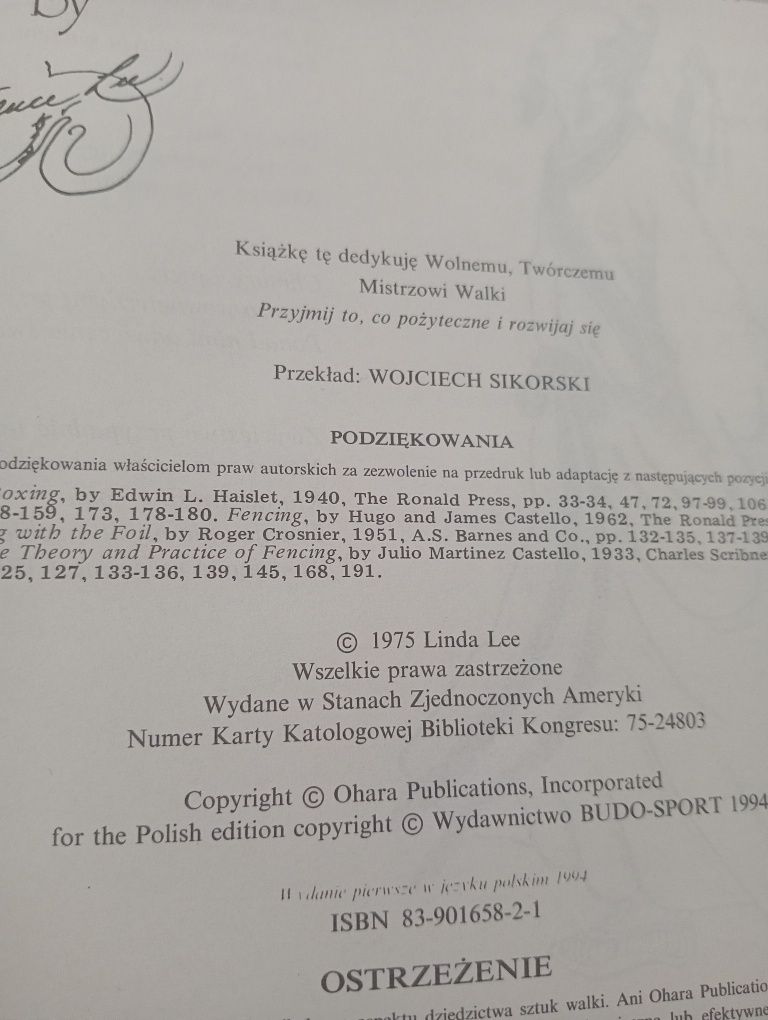 By
Lee
Książkę tę dedykuję Wolnemu, Twórczemu
Mistrzowi Walki
Przyjmij to, co pożyteczne i rozwijaj się
Przekład: WOJCIECH SIKORSKI
PODZIĘKOWANIA
odziękowania właścicielom praw autorskich za zezwolenie na przedruk lub adaptację z następujących pozycji
oxing, by Edwin L. Haislet, 1940, The Ronald Press, pp. 33-34, 47, 72, 97-99, 106
8-159, 173, 178-180. Fencing, by Hugo and James Castello, 1962, The Ronald Pres
g with the Foil, by Roger Crosnier, 1951, A.S. Barnes and Co., pp. 132-135, 137-139
e Theory and Practice of Fencing, by Julio Martinez Castello, 1933, Charles Scribne
25, 127, 133-136, 139, 145, 168, 191.
© 1975 Linda Lee
Wszelkie prawa zastrzeżone
Wydane w Stanach Zjednoczonych Ameryki
Numer Karty Katologowej Biblioteki Kongresu: 75-24803
Copyright © Ohara Publications, Incorporated
for the Polish edition copyright © Wydawnictwo BUDO-SPORT 1994
Wydanie pierwsze w języku polskim 1994
ISBN 83-901658-2-1
OSTRZEŻENIE
dziedzictwa sztuk walki. Ani Ohara Publicatio
lub efektywne